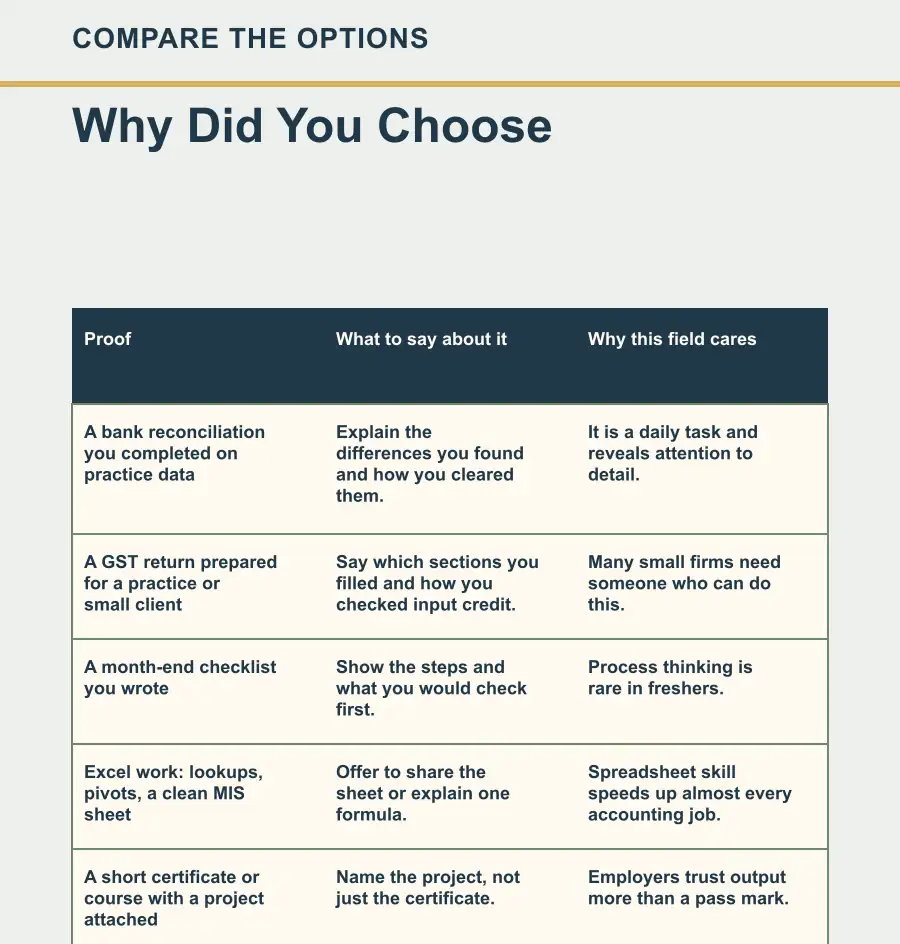 COMPARE THE OPTIONS
Why Did You Choose
Proof
What to say about it
Why this field cares
A bank reconciliation
you completed on
practice data
Explain the
differences you found
and how you cleared
them.
It is a daily task and
reveals attention to
detail.
A GST return prepared
for a practice or
small client
Say which sections you
filled and how you
checked input credit.
Many small firms need
someone who can do
this.
A month-end checklist
you wrote
Show the steps and
what you would check
first.
Process thinking is
rare in freshers.
Excel work: lookups,
pivots, a clean MIS
sheet
Offer to share the
sheet or explain one
formula.
Spreadsheet skill
speeds up almost every
accounting job.
A short certificate or
course with a project
attached
Name the project, not
just the certificate.
Employers trust output
more than a pass mark.